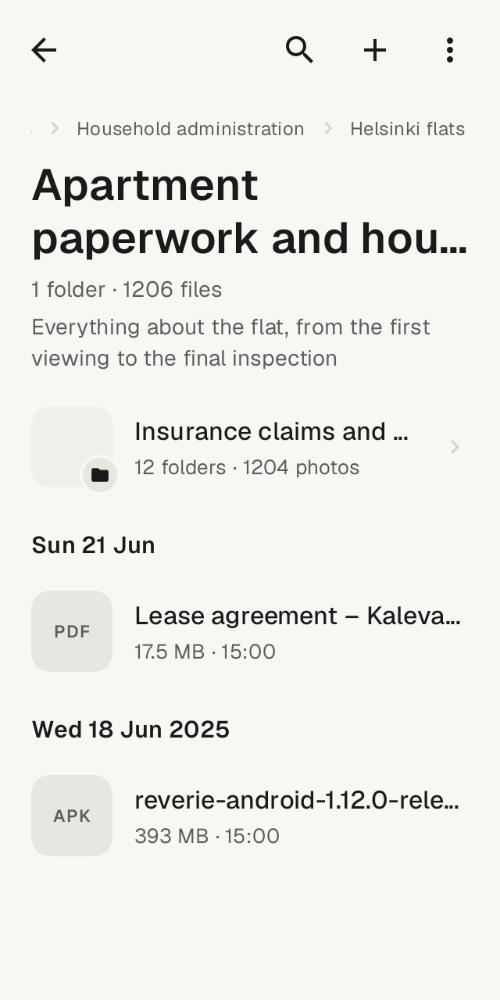 Household administration Helsinki flats
Apartment
paperwork and hou...
1 folder · 1206 files
Everything about the flat, from the first
viewing to the final inspection
Insurance claims and ...
12 folders · 1204 photos
Sun 21 Jun
PDF
Lease agreement – Kaleva...
17.5 MB · 15:00
Wed 18 Jun 2025
APK
reverie-android-1.12.0-rele...
393 MB · 15:00